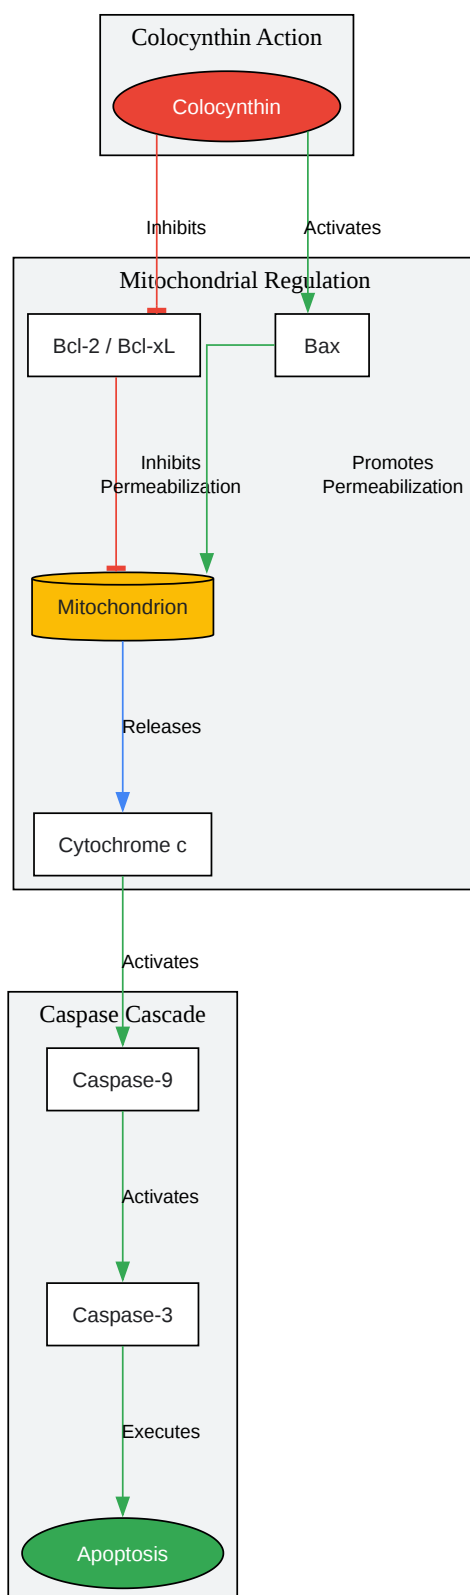 Colocynthin Action
Colocynthin
Inhibits
Activates
Mitochondrial Regulation
Bcl-2 / Bcl-xL
Bax
Inhibits
Permeabilization
Promotes
Permeabilization
Mitochondrion
Releases
Cytochrome c
Activates
Caspase Cascade
Caspase-9
Activates
Caspase-3
Executes
Apoptosis